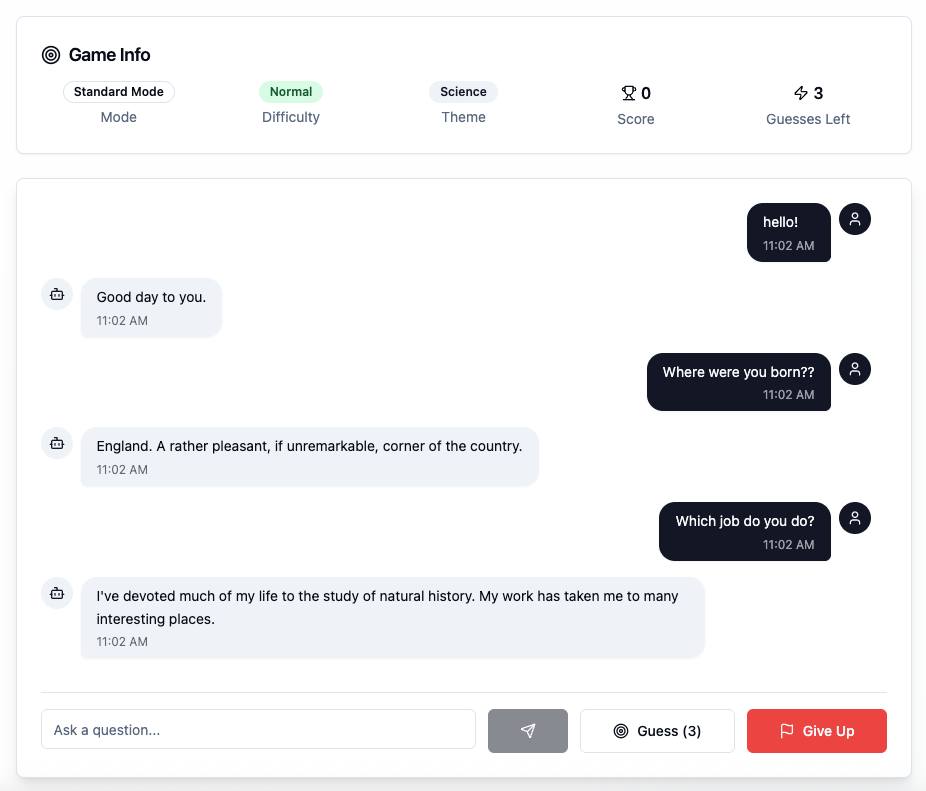 Game Info
Standard Mode
Mode
Normal
Difficulty
Science
Theme
0
Score
3
Guesses Left
hello!
11:02 AM
Good day to you.
11:02 AM
Where were you born??
11:02 AM
England. A rather pleasant, if unremarkable, corner of the country.
11:02 AM
Which job do you do?
11:02 AM
I've devoted much of my life to the study of natural history. My work has taken me to many
interesting places.
11:02 AM
Ask a question...
Guess (3)
Give Up